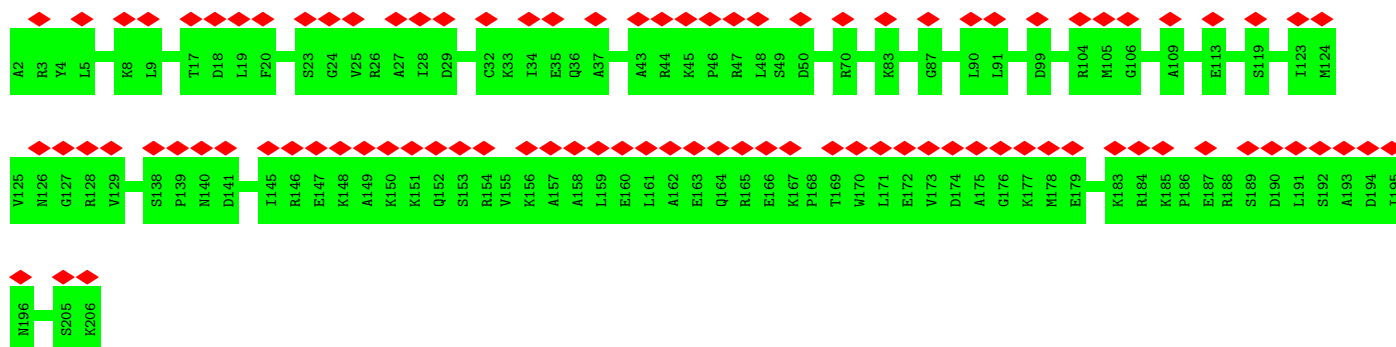 A2 R3 Y4 L5 K8 L9 T17 D18 L19 F20 S23 G24 V25 R26 A27 I28 D29 C32 K33 I34 E35 Q36 A37 A43 R44 K45 P46 R47 L48 S49 D50 R70 K83 G87 L90 L91 D99 R104 M105 G106 A109 E113 S119 I123 M124
V125 N126 G127 R128 V129 S138 P139 N140 D141 I145 R146 E147 K148 A149 K150 K151 Q152 S153 R154 V155 K156 A157 A158 L159 E160 L161 A162 E163 Q164 R165 E166 K167 P168 T169 W170 L171 E172 V173 D174 A175 G176 K177 M178 E179 K183 R184 K185 P186 E187 R188 S189 D190 L191 S192 A193 D194 I195
N196 S205 K206